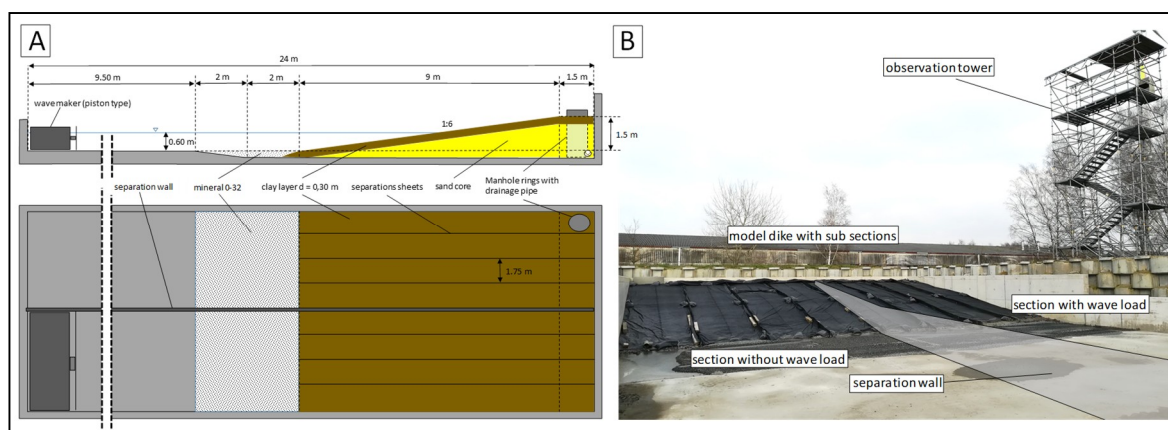 A
24 m
9.50 m
2 m
2 m
9 m
1.5 m
wave maker (piston type)
0.60 m
1:6
1.5 m
separation wall
mineral 0-32
clay layer d = 0,30 m
separations sheets
sand core
Manhole rings with
drainage pipe
1.75 m
B
observation tower
model dike with sub sections
section with wave load
section without wave load
separation wall